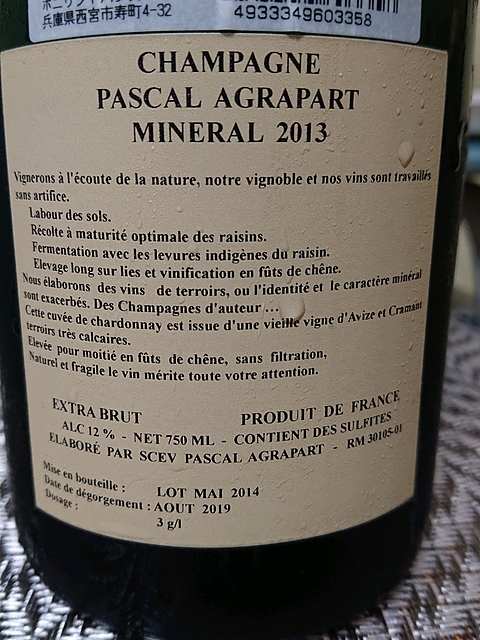 兵庫県西宮市寿町4-32
4933349603358
CHAMPAGNE
PASCAL AGRAPART
MINERAL 2013
Vignerons à l'écoute de la nature, notre vignoble et nos vins sont travaillés
sans artifice.
Labour des sols.
Récolte à maturité optimale des raisins.
Fermentation avec les levures indigènes du raisin.
Elevage long sur lies et vinification en fûts de chêne.
Nous élaborons des vins de terroirs, ou l'identité et le caractère minéral
sont exacerbés. Des Champagnes d'auteur ...
Cette cuvée de chardonnay est issue d'une vieille vigne d'Avize et Cramant
terroirs très calcaires.
Elevée pour moitié en fûts de chêne, sans filtration,
Naturel et fragile le vin mérite toute votre attention.
EXTRA BRUT PRODUIT DE FRANCE
ALC 12 % - NET 750 ML - CONTIENT DES SULFITES
ELABORÉ PAR SCEV PASCAL AGRAPART - RM 30105-01
Mise en bouteille : LOT MAI 2014
Date de dégorgement : AOUT 2019
Dosage : 3 g/l